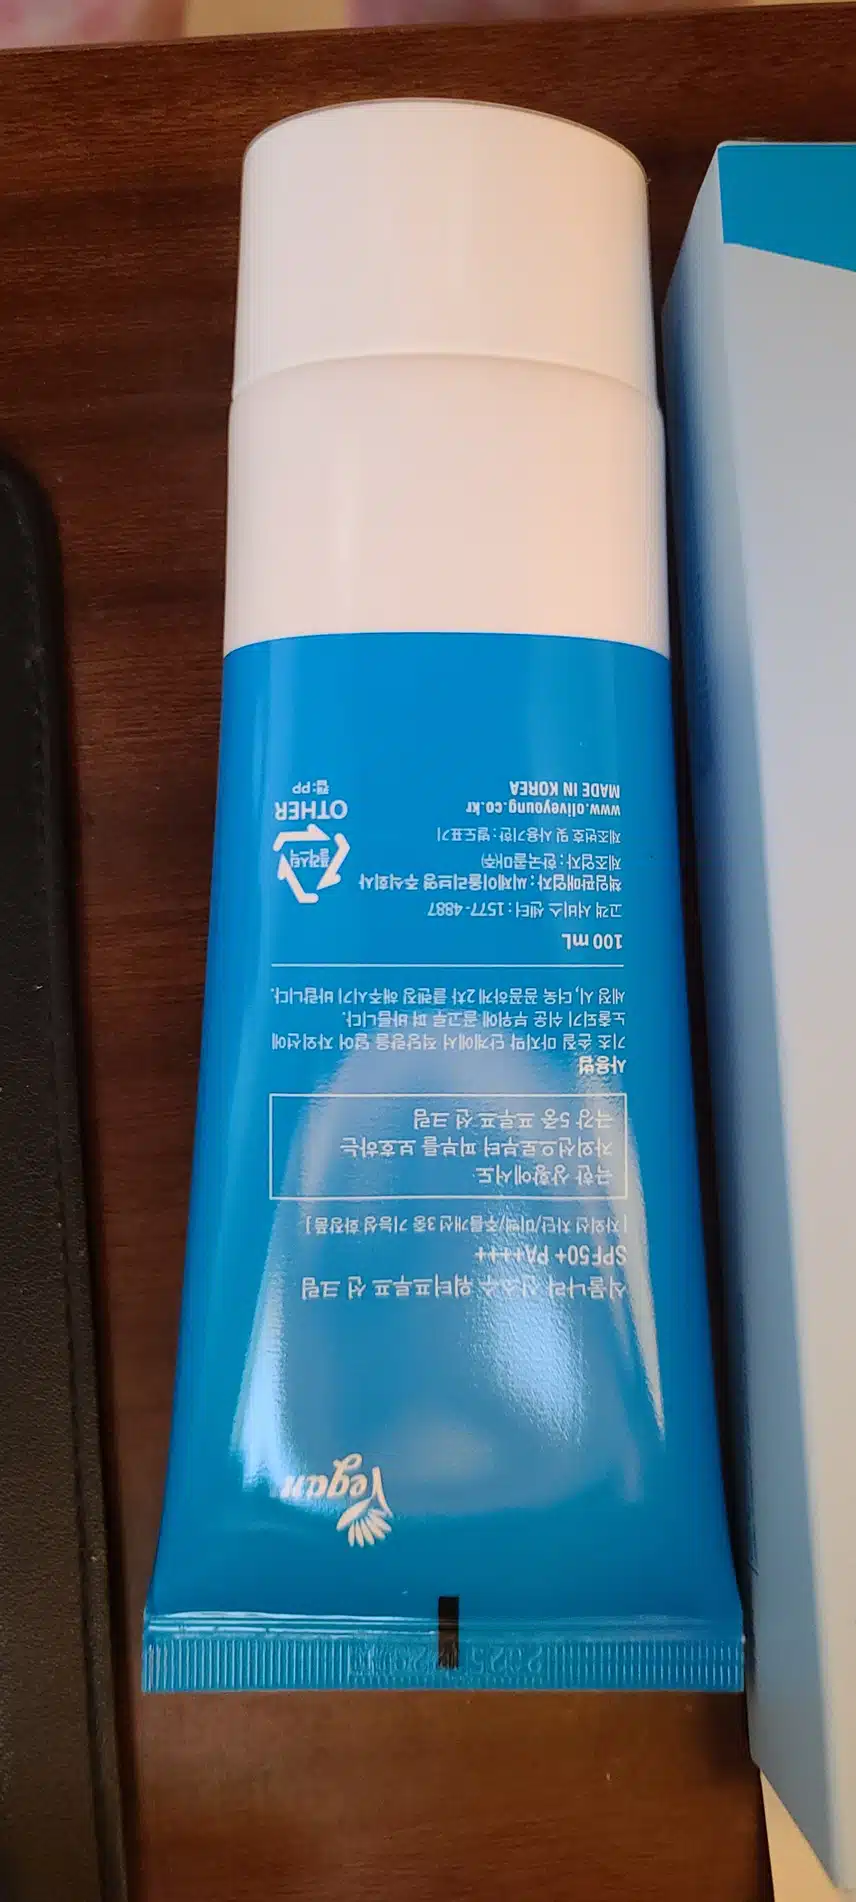 Vegan
식물나라 산소수 워터프루프 선 크림
SPF50+ PA++++
[자외선 차단/미백/주름개선 3중 기능성 화장품]
극한 상황에서도
자외선으로부터 피부를 보호하는
극강 5중 프루프 선 크림
사용법
기초 손질 마지막 단계에서 적당량을 덜어 자외선에
노출되기 쉬운 부위에 골고루 펴 바릅니다.
세정 시, 더욱 꼼꼼하게 2차 클렌징 해주시기 바랍니다.
100 mL
고객 서비스 센터 : 1577-4887
책임판매업자 : 씨제이올리브영 주식회사
제조업자 : 한국콜마㈜
제조번호 및 사용기한 : 별도표기
www.oliveyoung.co.kr
MADE IN KOREA
플라스틱
OTHER
캡:PP